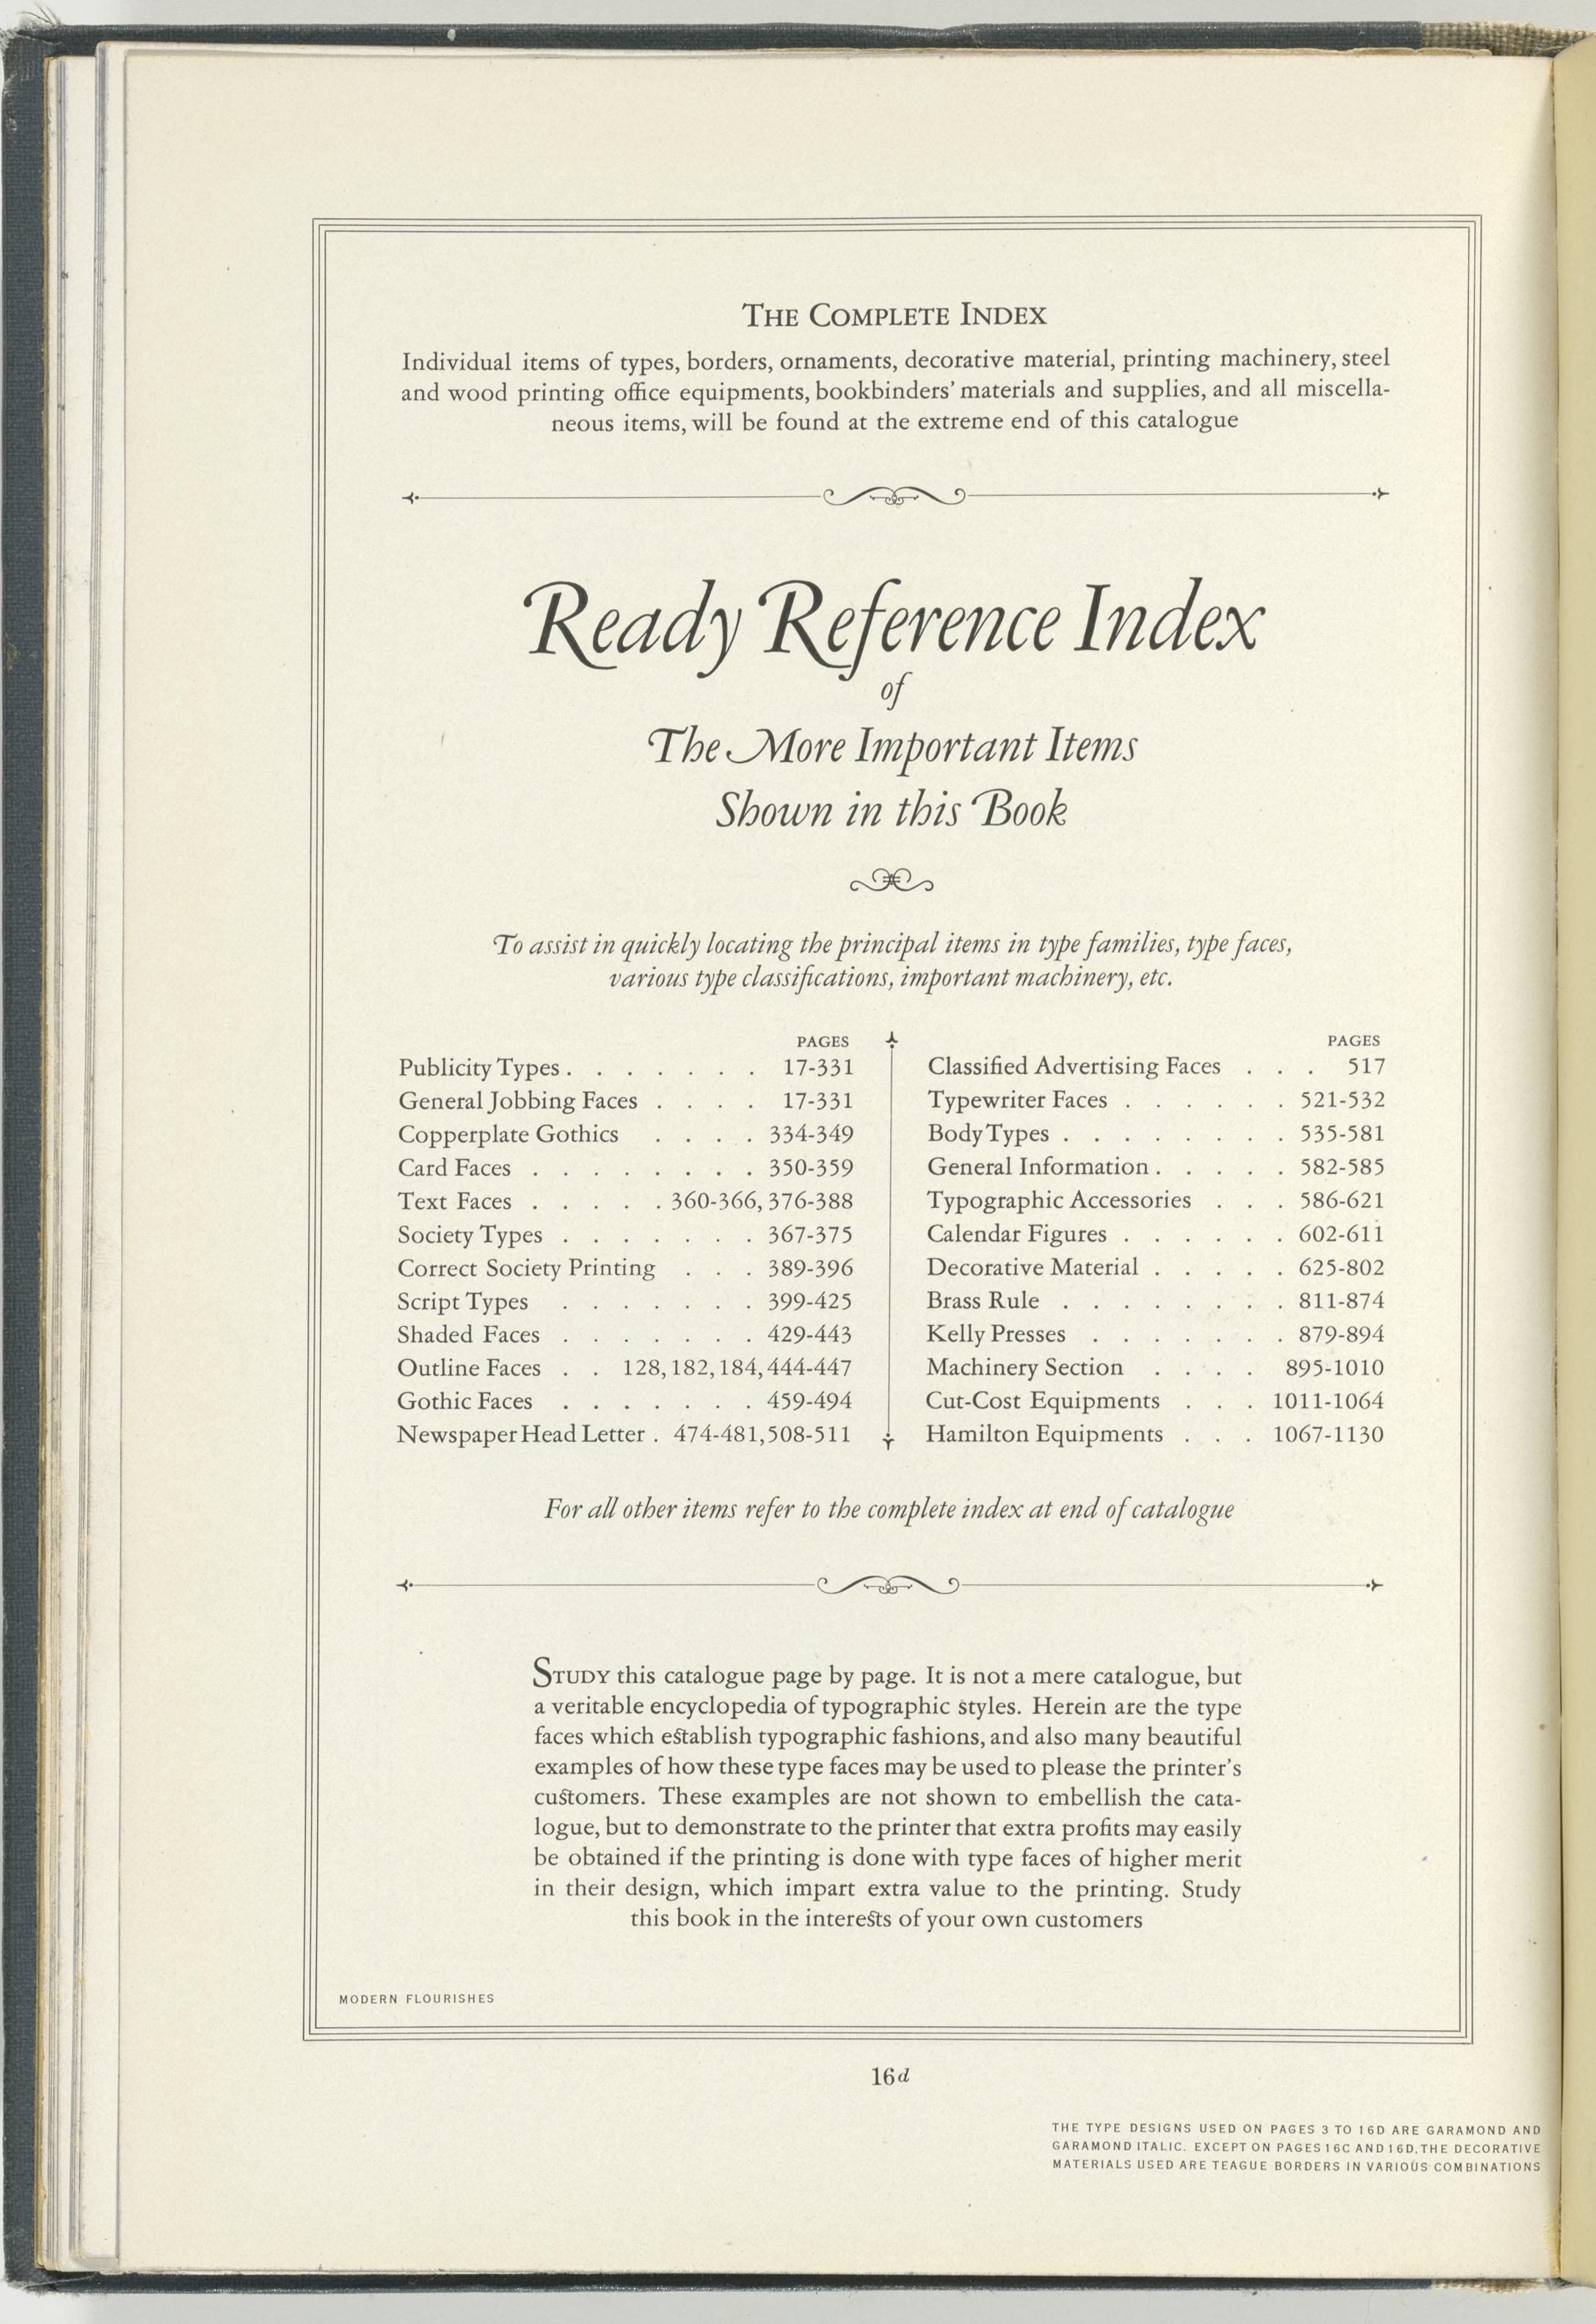 THE COMPLETE INDEX
Individual items of types, borders, ornaments, decorative material, printing machinery, steel
and wood printing office equipments, bookbinders' materials and supplies, and all miscella-
neous items, will be found at the extreme end of this catalogue
Ready Reference Index
of
The More Important Items
Shown in this Book
To assist in quickly locating the principal items in type families, type faces,
various type classifications, important machinery, etc.
PAGES
Publicity Types . . . . . . . 17-331
General Jobbing Faces . . . . 17-331
Copperplate Gothics . . . . 334-349
Card Faces . . . . . . . . 350-359
Text Faces . . . . . 360-366, 376-388
Society Types . . . . . . . 367-375
Correct Society Printing . . . 389-396
Script Types . . . . . . . 399-425
Shaded Faces . . . . . . . 429-443
Outline Faces . . 128, 182, 184, 444-447
Gothic Faces . . . . . . . 459-494
Newspaper Head Letter . 474-481, 508-511
PAGES
Classified Advertising Faces . . . 517
Typewriter Faces . . . . . . 521-532
Body Types . . . . . . . . 535-581
General Information . . . . . 582-585
Typographic Accessories . . . 586-621
Calendar Figures . . . . . . 602-611
Decorative Material . . . . . 625-802
Brass Rule . . . . . . . . 811-874
Kelly Presses . . . . . . . 879-894
Machinery Section . . . . 895-1010
Cut-Cost Equipments . . . 1011-1064
Hamilton Equipments . . . 1067-1130
For all other items refer to the complete index at end of catalogue
STUDY this catalogue page by page. It is not a mere catalogue, but
a veritable encyclopedia of typographic styles. Herein are the type
faces which establish typographic fashions, and also many beautiful
examples of how these type faces may be used to please the printer's
customers. These examples are not shown to embellish the cata-
logue, but to demonstrate to the printer that extra profits may easily
be obtained if the printing is done with type faces of higher merit
in their design, which impart extra value to the printing. Study
this book in the interests of your own customers
MODERN FLOURISHES
16d
THE TYPE DESIGNS USED ON PAGES 3 TO 16D ARE GARAMOND AND
GARAMOND ITALIC. EXCEPT ON PAGES 16C AND 16D, THE DECORATIVE
MATERIALS USED ARE TEAGUE BORDERS IN VARIOUS COMBINATIONS